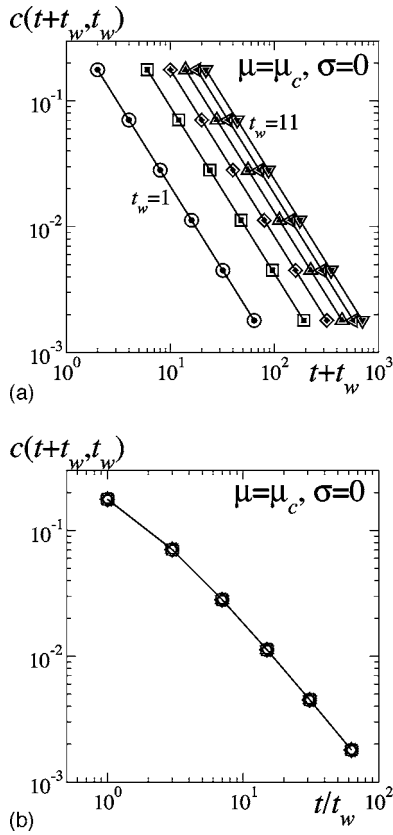 c(t+t_w,t_w)
μ=μ_c, σ=0
10^-1
t_w=11
t_w=1
10^-2
10^-3
10^0 10^1 10^2 10^3
t+t_w
(a)
c(t+t_w,t_w)
μ=μ_c, σ=0
10^-1
10^-2
10^-3
10^0 10^1 10^2
t/t_w
(b)